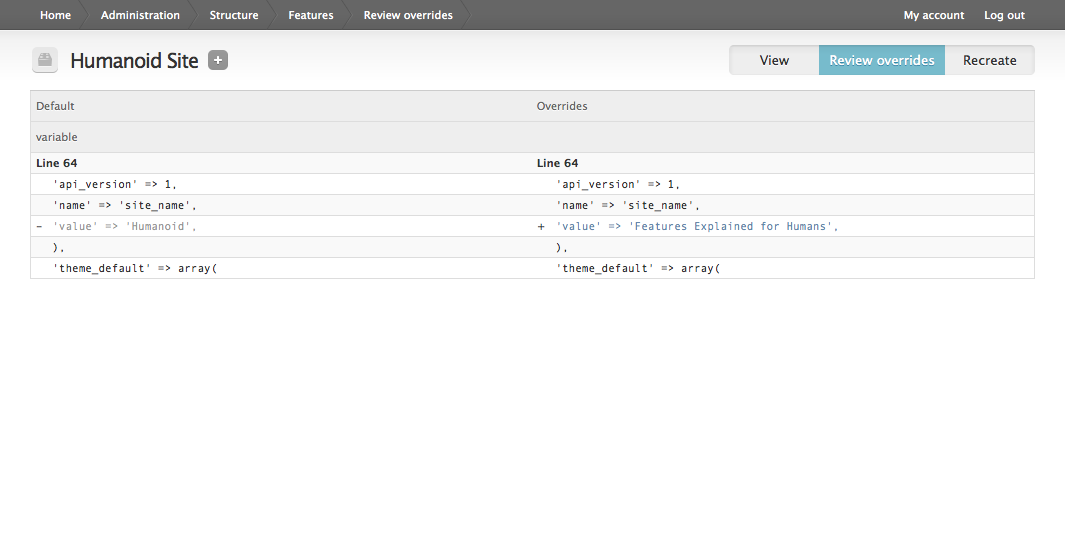 Home Administration Structure Features Review overrides My account Log out
Humanoid Site + View Review overrides Recreate
Default Overrides
variable
Line 64 Line 64
'api_version' => 1, 'api_version' => 1,
'name' => 'site_name', 'name' => 'site_name',
- 'value' => 'Humanoid', + 'value' => 'Features Explained for Humans',
), ),
'theme_default' => array( 'theme_default' => array(